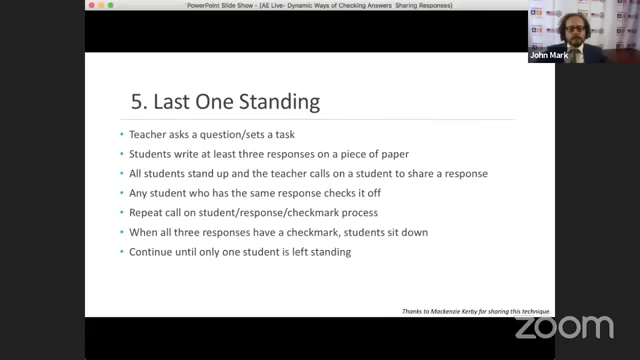 PowerPoint Slide Show - [AE Live- Dynamic Ways of Checking Answers Sharing Responses]
John Mark
5. Last One Standing
• Teacher asks a question/sets a task
• Students write at least three responses on a piece of paper
• All students stand up and the teacher calls on a student to share a response
• Any student who has the same response checks it off
• Repeat call on student/response/checkmark process
• When all three responses have a checkmark, students sit down
• Continue until only one student is left standing
Thanks to Mackenzie Kerby for sharing this technique.
zoom